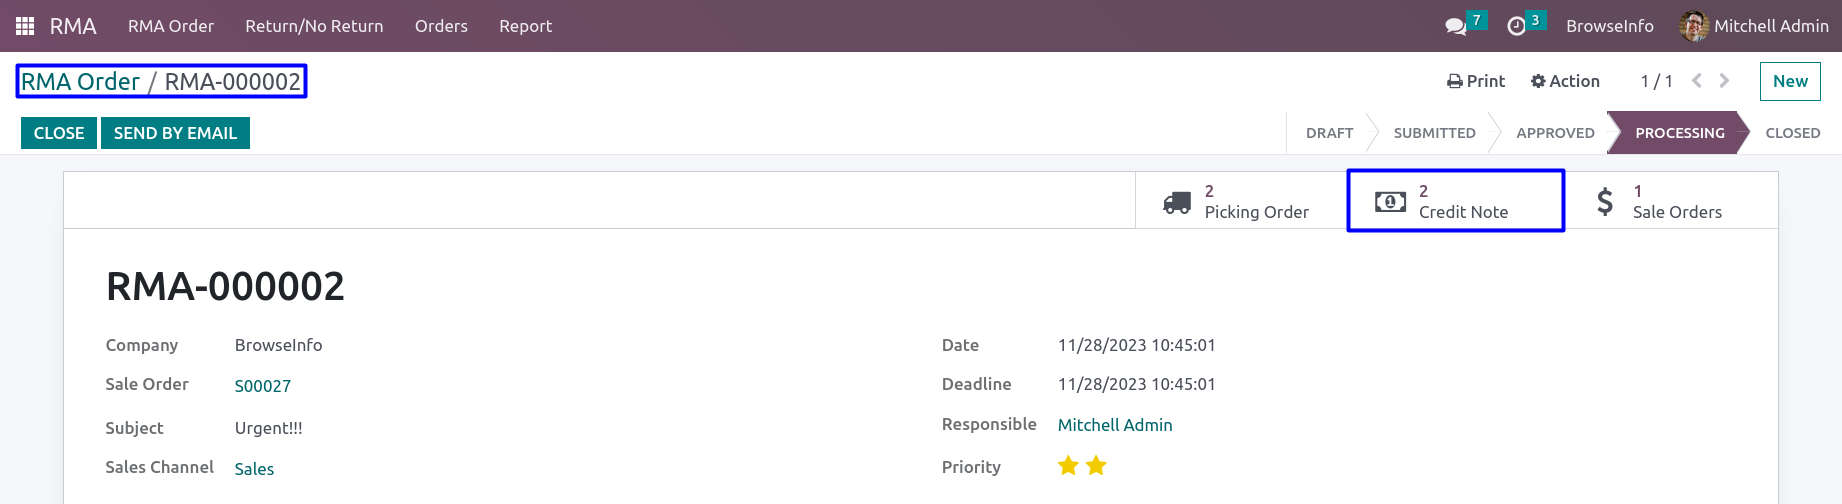 RMA RMA Order Return/No Return Orders Report 7 3 BrowseInfo Mitchell Admin
RMA Order / RMA-000002 Print Action 1 / 1 New
CLOSE SEND BY EMAIL DRAFT SUBMITTED APPROVED PROCESSING CLOSED
2 Picking Order
2 Credit Note
1 Sale Orders
RMA-000002
Company BrowseInfo Date 11/28/2023 10:45:01
Sale Order S00027 Deadline 11/28/2023 10:45:01
Subject Urgent!!! Responsible Mitchell Admin
Sales Channel Sales Priority